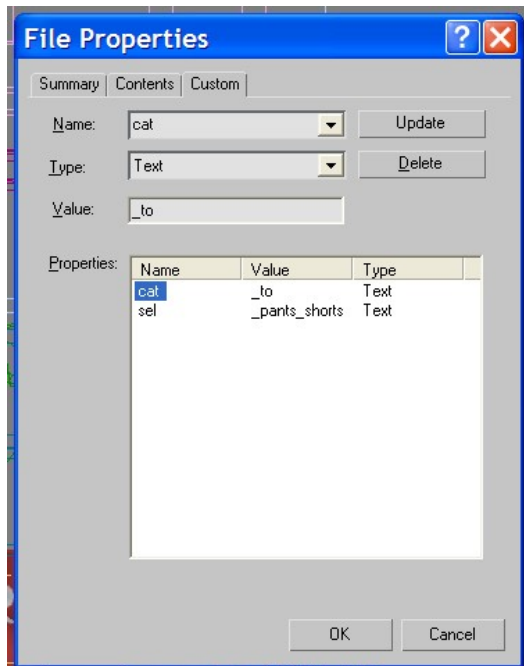 File Properties
Summary Contents Custom
Name: cat Update
Type: Text Delete
Value: _to
Properties:
Name Value Type
cat _to Text
sel _pants_shorts Text
OK Cancel